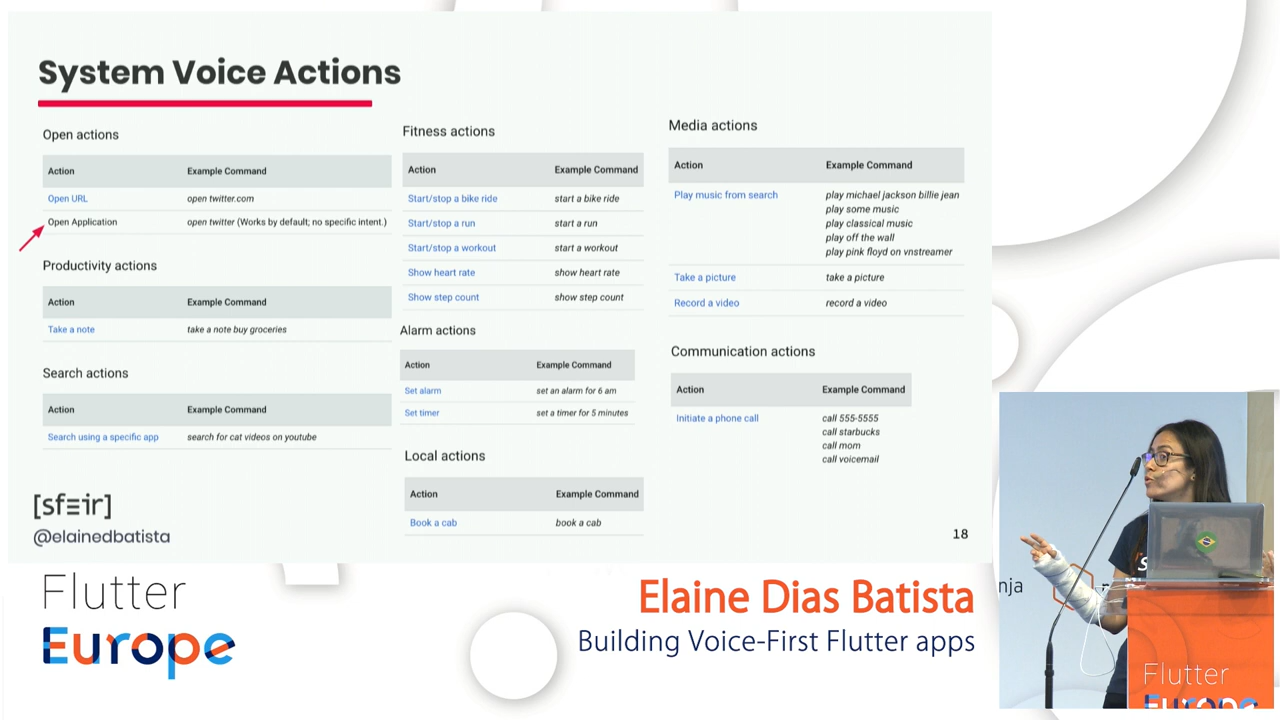 System Voice Actions
Open actions
Action Example Command
Open URL open twitter.com
Open Application open twitter (Works by default; no specific intent.)
Productivity actions
Action Example Command
Take a note take a note buy groceries
Search actions
Action Example Command
Search using a specific app search for cat videos on youtube
Fitness actions
Action Example Command
Start/stop a bike ride start a bike ride
Start/stop a run start a run
Start/stop a workout start a workout
Show heart rate show heart rate
Show step count show step count
Alarm actions
Action Example Command
Set alarm set an alarm for 6 am
Set timer set a timer for 5 minutes
Local actions
Action Example Command
Book a cab book a cab
Media actions
Action Example Command
Play music from search play michael jackson billie jean
play some music
play classical music
play off the wall
play pink floyd on vnstreamer
Take a picture take a picture
Record a video record a video
Communication actions
Action Example Command
Initiate a phone call call 555-5555
call starbucks
call mom
call voicemail
[sfeir]
@elainedbatista
18
Flutter
Europe
Elaine Dias Batista
Building Voice-First Flutter apps
nja
Flutter
Europe